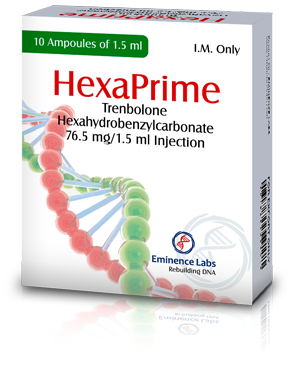 10 Ampoules of 1.5 ml
I.M. Only
HexaPrime
Trenbolone
Hexahydrobenzylcarbonate
76.5 mg/1.5 ml Injection
Eminence Labs
Rebuilding DNA